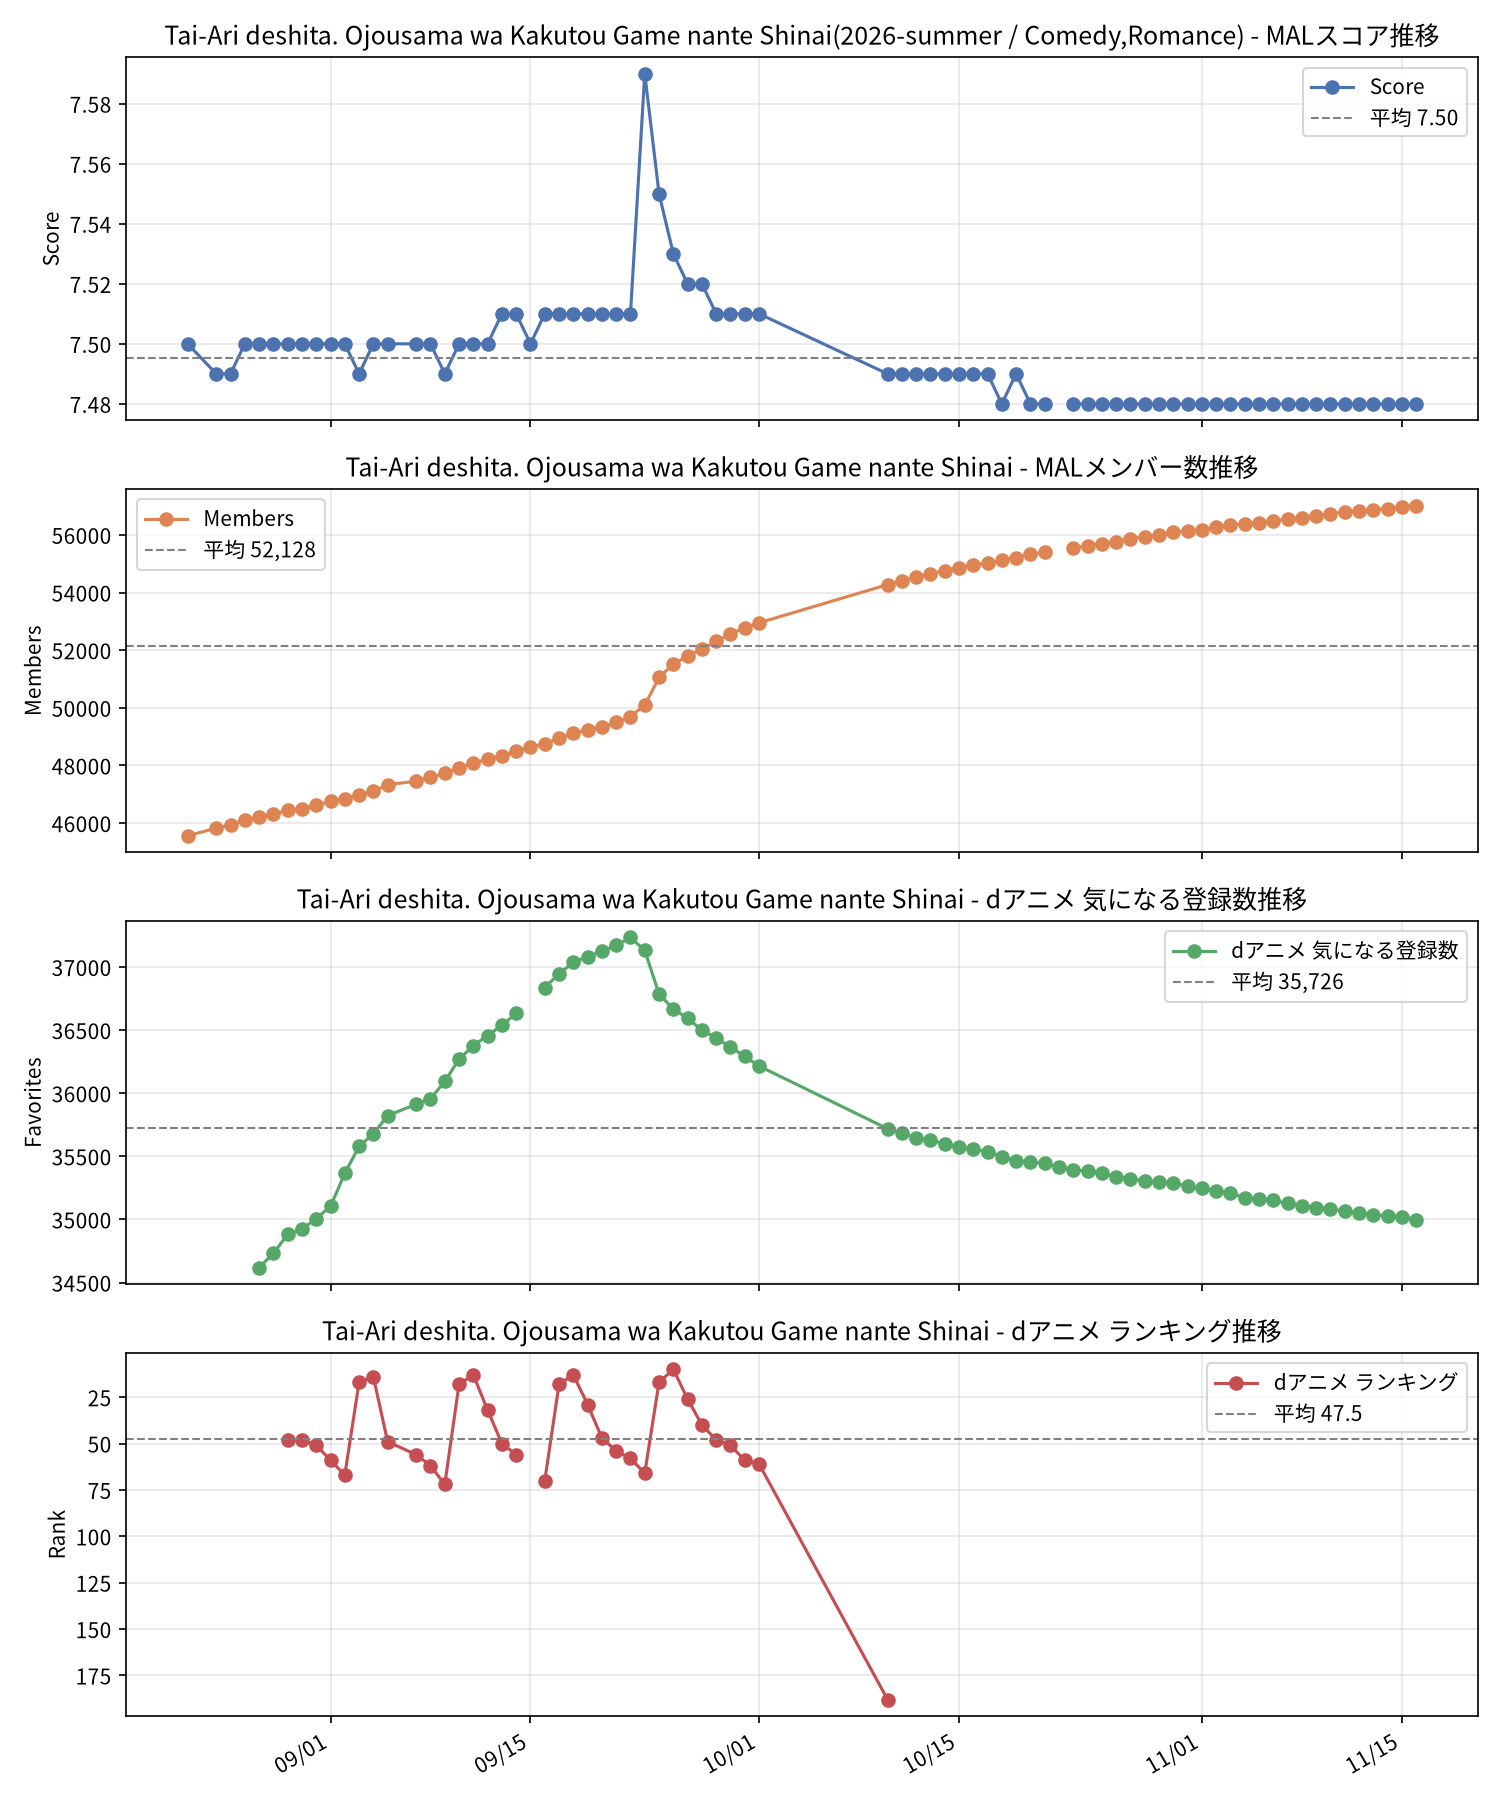 Tai-Ari deshita. Ojousama wa Kakutou Game nante Shinai(2026-summer / Comedy,Romance) - MALスコア推移
Score
平均 7.50
7.58
7.56
7.54
7.52
7.50
7.48
Score
Tai-Ari deshita. Ojousama wa Kakutou Game nante Shinai - MALメンバー数推移
Members
平均 52,128
56000
54000
52000
50000
48000
46000
Members
Tai-Ari deshita. Ojousama wa Kakutou Game nante Shinai - dアニメ 気になる登録数推移
dアニメ 気になる登録数
平均 35,726
37000
36500
36000
35500
35000
34500
Favorites
Tai-Ari deshita. Ojousama wa Kakutou Game nante Shinai - dアニメ ランキング推移
dアニメ ランキング
平均 47.5
25
50
75
100
125
150
175
Rank
09/01
09/15
10/01
10/15
11/01
11/15